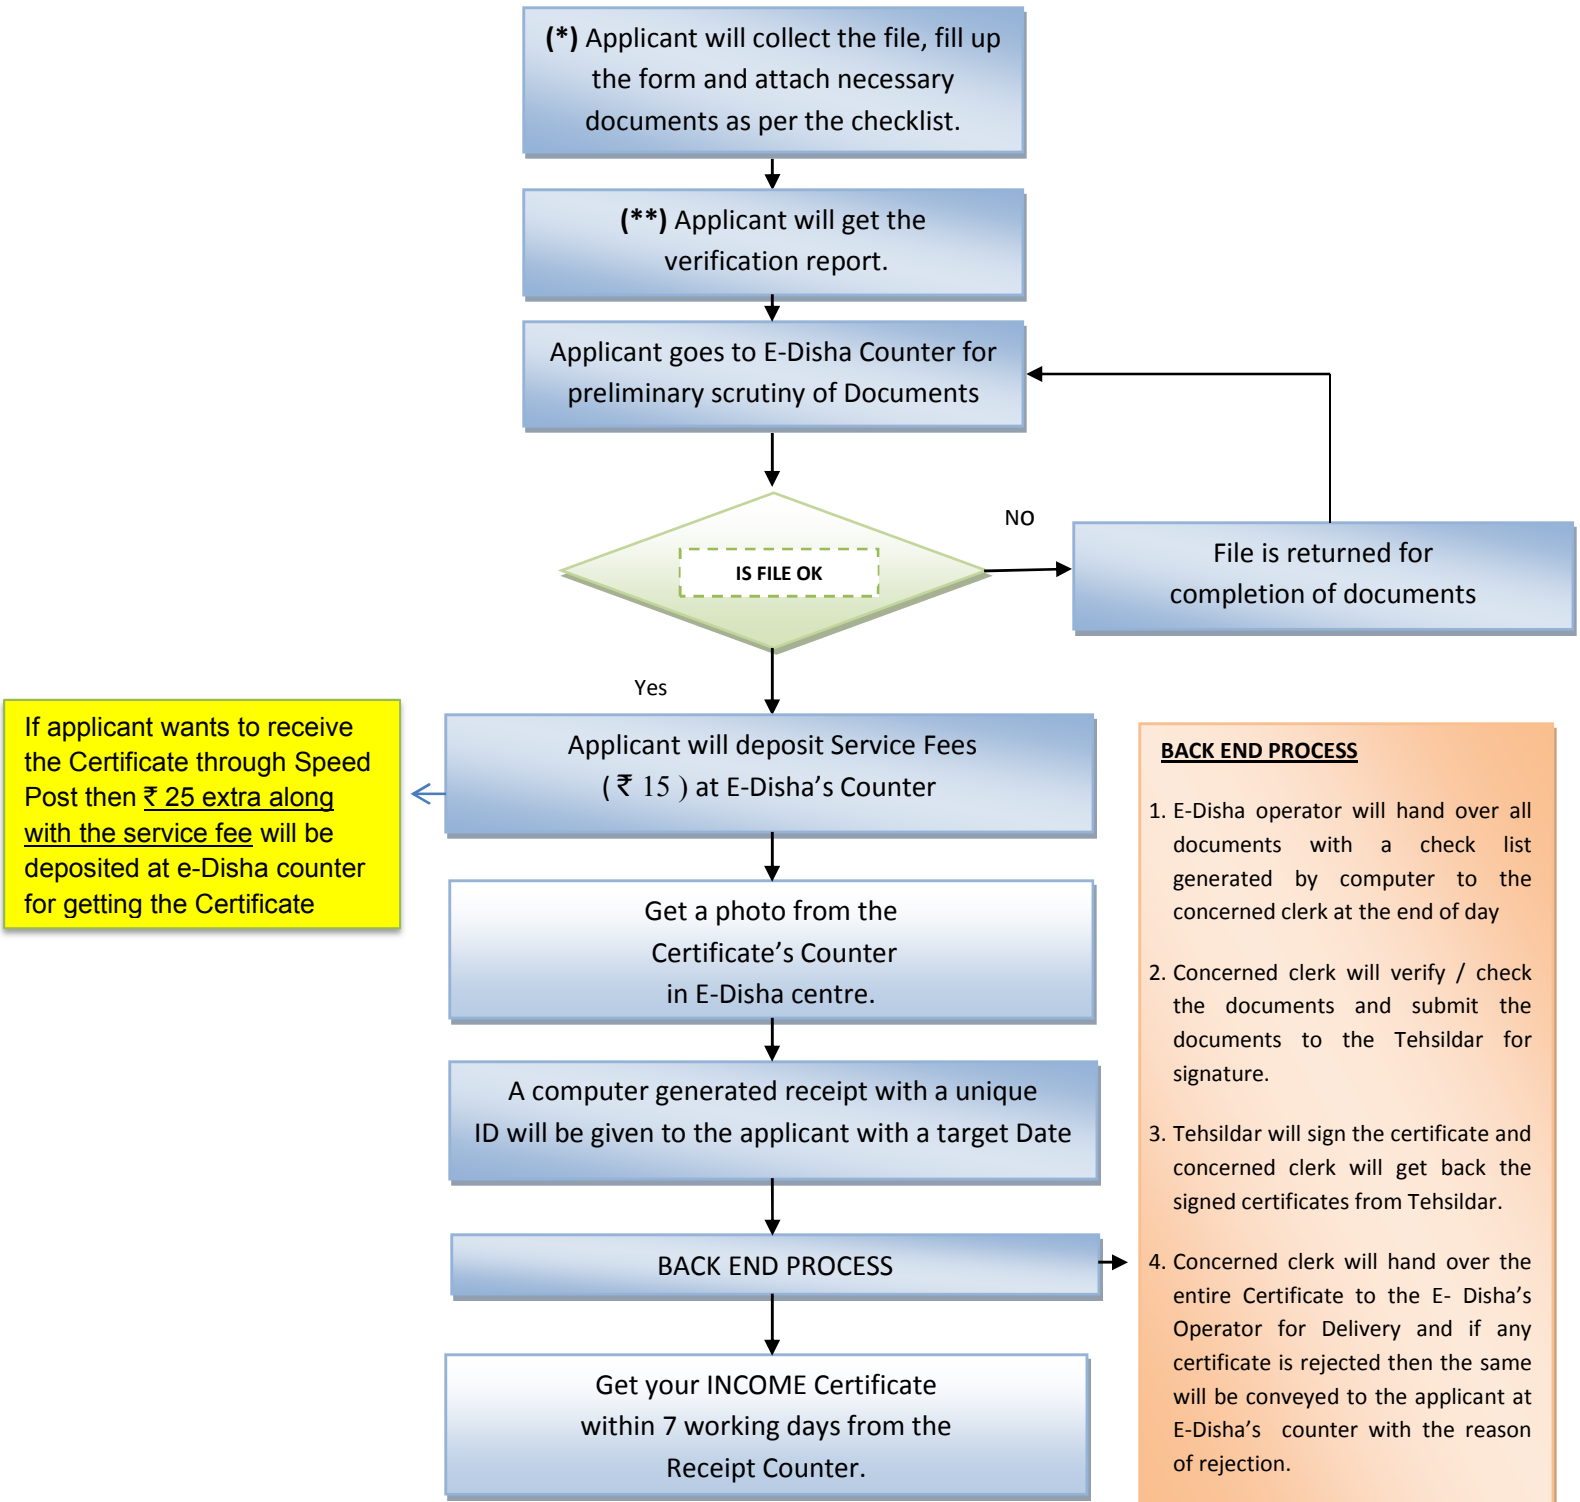 (*) Applicant will collect the file, fill up
the form and attach necessary
documents as per the checklist.
(**) Applicant will get the
verification report.
Applicant goes to E-Disha Counter for
preliminary scrutiny of Documents
IS FILE OK
NO
File is returned for
completion of documents
Yes
If applicant wants to receive
the Certificate through Speed
Post then ₹ 25 extra along
with the service fee will be
deposited at e-Disha counter
for getting the Certificate
Applicant will deposit Service Fees
( ₹ 15 ) at E-Disha’s Counter
Get a photo from the
Certificate’s Counter
in E-Disha centre.
A computer generated receipt with a unique
ID will be given to the applicant with a target Date
BACK END PROCESS
Get your INCOME Certificate
within 7 working days from the
Receipt Counter.
BACK END PROCESS
1. E-Disha operator will hand over all
documents with a check list
generated by computer to the
concerned clerk at the end of day
2. Concerned clerk will verify / check
the documents and submit the
documents to the Tehsildar for
signature.
3. Tehsildar will sign the certificate and
concerned clerk will get back the
signed certificates from Tehsildar.
4. Concerned clerk will hand over the
entire Certificate to the E- Disha’s
Operator for Delivery and if any
certificate is rejected then the same
will be conveyed to the applicant at
E-Disha’s counter with the reason
of rejection.